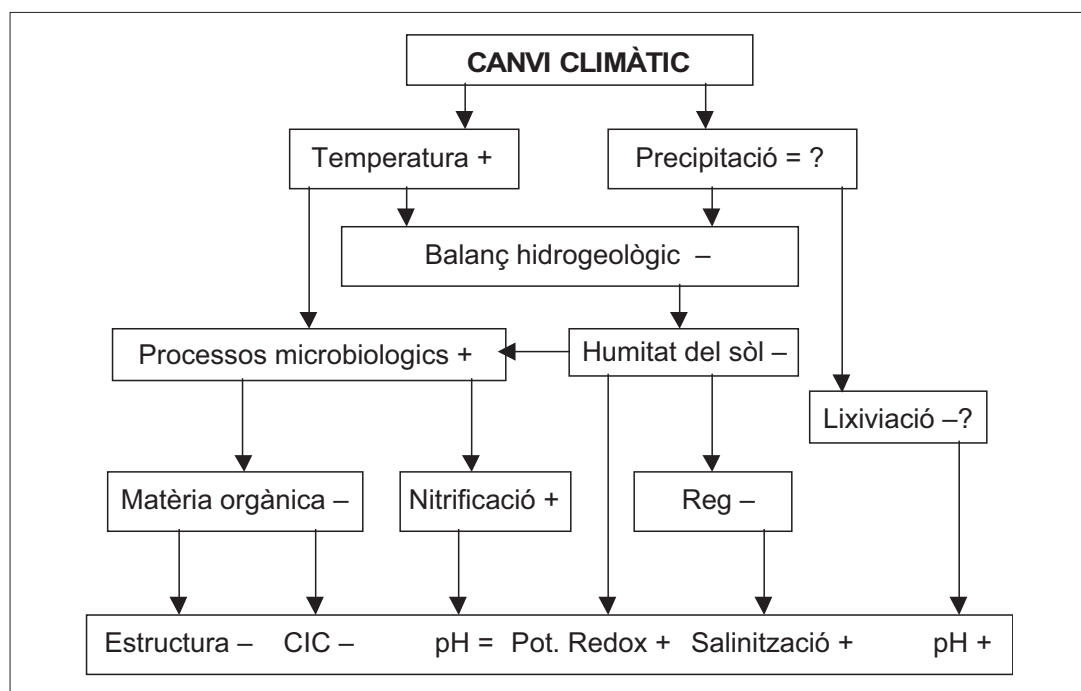 CANVI CLIMÀTIC
Temperatura +
Precipitació = ?
Balanç hidrogeològic –
Processos microbiologics +
Humitat del sòl –
Lixiviació –?
Matèria orgànica –
Nitrificació +
Reg –
Estructura – CIC – pH = Pot. Redox + Salinització + pH +